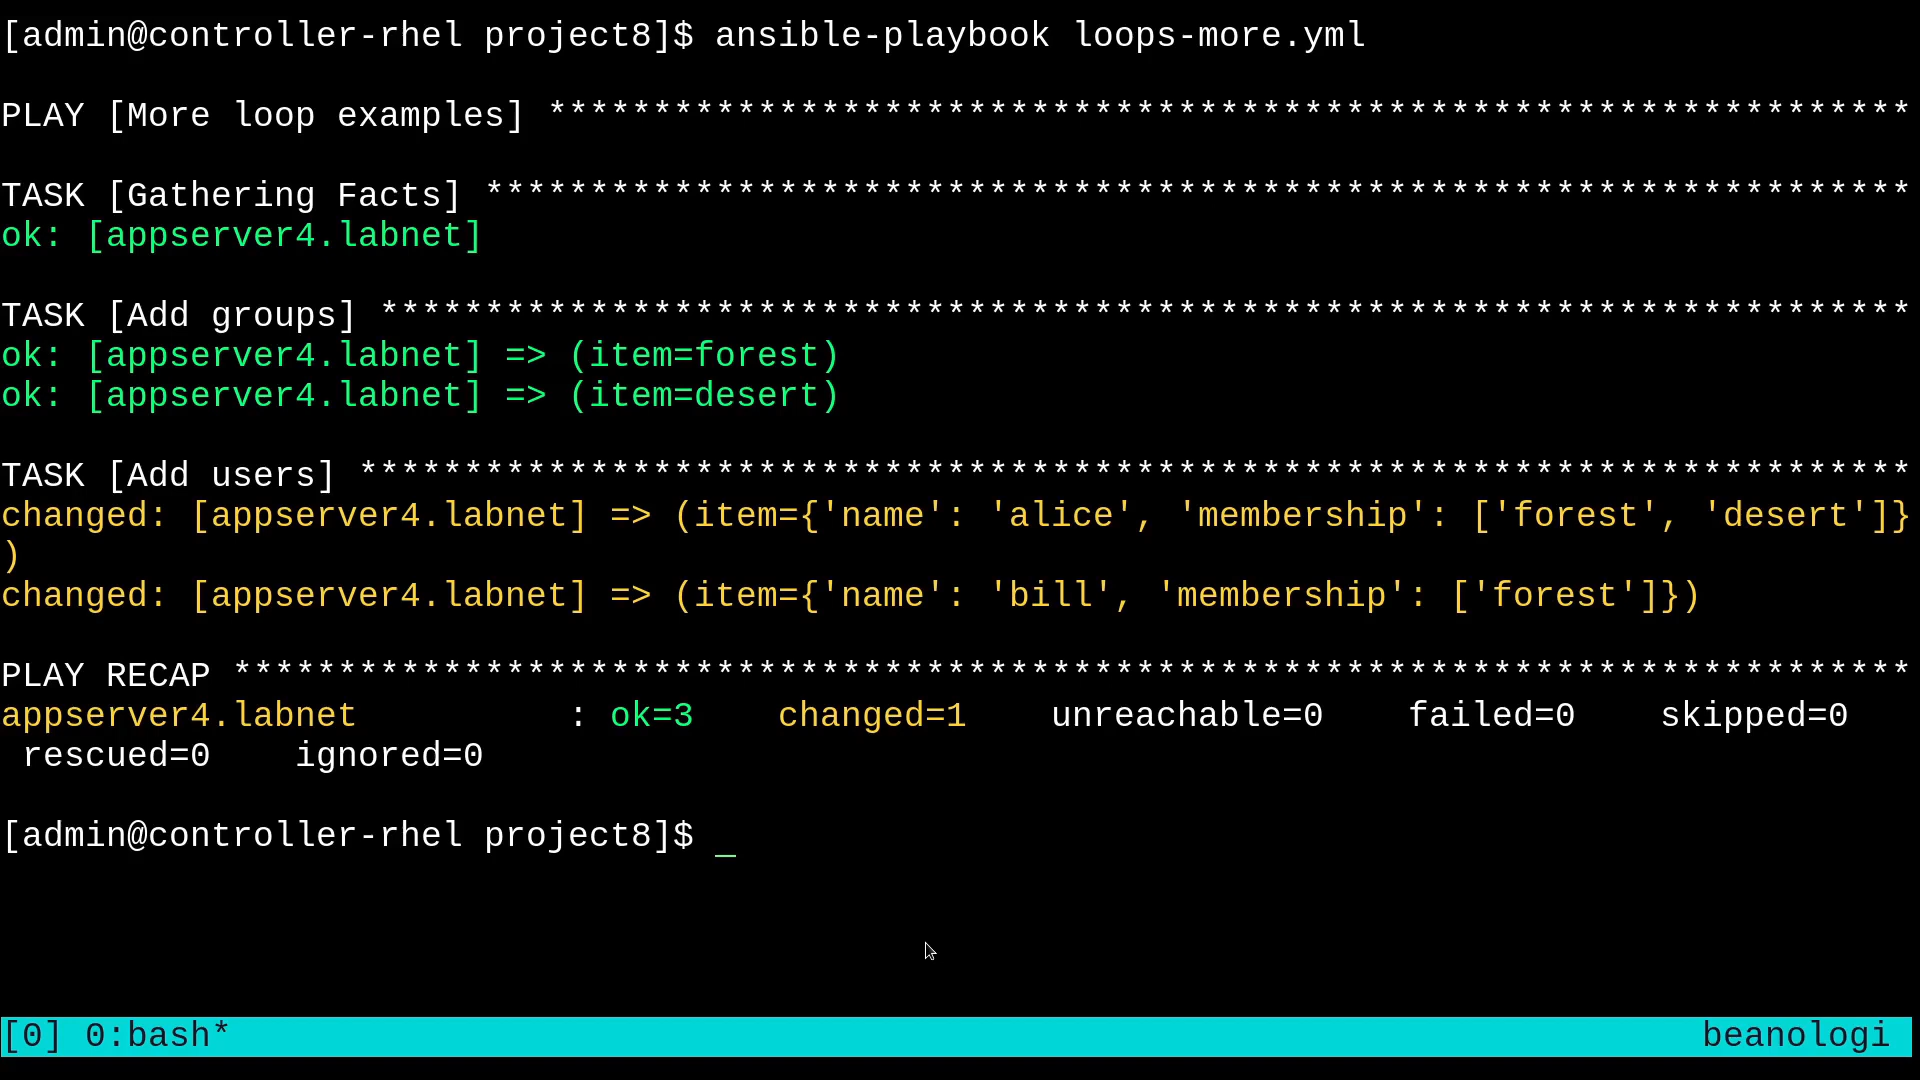 [admin@controller-rhel project8]$ ansible-playbook loops-more.yml
PLAY [More loop examples] *****************************************************************
TASK [Gathering Facts] ********************************************************************
ok: [appserver4.labnet]
TASK [Add groups] *************************************************************************
ok: [appserver4.labnet] => (item=forest)
ok: [appserver4.labnet] => (item=desert)
TASK [Add users] **************************************************************************
changed: [appserver4.labnet] => (item={'name': 'alice', 'membership': ['forest', 'desert']}
)
changed: [appserver4.labnet] => (item={'name': 'bill', 'membership': ['forest']})
PLAY RECAP ********************************************************************************
appserver4.labnet          : ok=3    changed=1    unreachable=0    failed=0    skipped=0
 rescued=0    ignored=0
[admin@controller-rhel project8]$ _
[0] 0:bash* beanologi